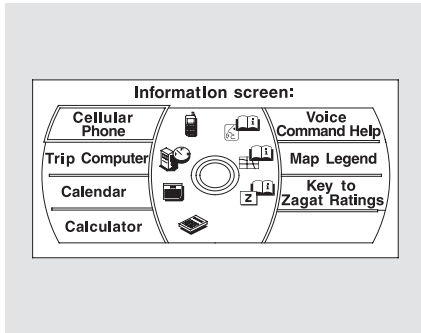 Information screen:
Cellular
Phone
Trip Computer
Calendar
Calculator
Voice
Command Help
Map Legend
Key to
Zagat Ratings
Z